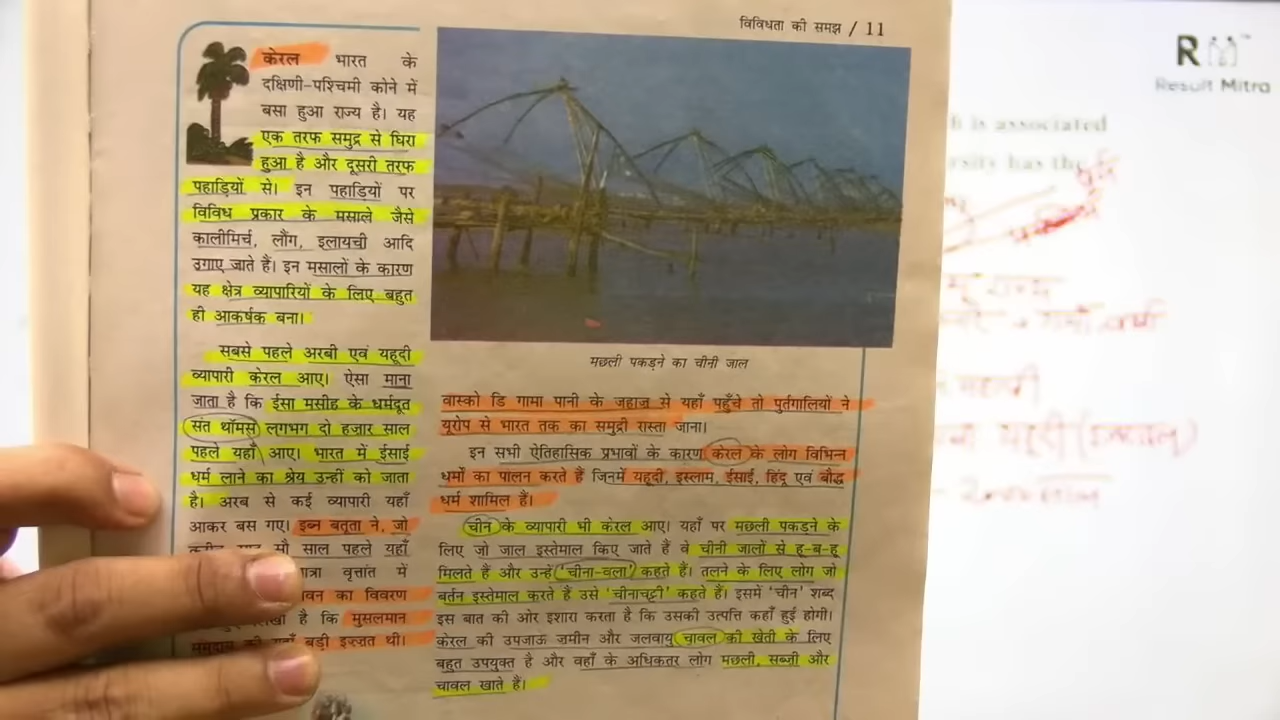 विविधता की समझ / 11
केरल भारत के
दक्षिणी-पश्चिमी कोने में
बसा हुआ राज्य है। यह
एक तरफ समुद्र से घिरा
हुआ है और दूसरी तरफ
पहाड़ियों से। इन पहाड़ियों पर
विविध प्रकार के मसाले जैसे
कालीमिर्च, लौंग, इलायची आदि
उगाए जाते हैं। इन मसालों के कारण
यह क्षेत्र व्यापारियों के लिए बहुत
ही आकर्षक बना।
सबसे पहले अरबी एवं यहूदी
व्यापारी केरल आए। ऐसा माना
जाता है कि ईसा मसीह के धर्मदूत
संत थॉमस लगभग दो हजार साल
पहले यहाँ आए। भारत में ईसाई
धर्म लाने का श्रेय उन्हीं को जाता
है। अरब से कई व्यापारी यहाँ
आकर बस गए। इब्न बतूता ने, जो
सौ साल पहले यहाँ
वृत्तांत में
का विवरण
है कि मुसलमान
बड़ी इज़्ज़त थी।
मछली पकड़ने का चीनी जाल
वास्को डि गामा पानी के जहाज़ से यहाँ पहुँचे तो पुर्तगालियों ने
यूरोप से भारत तक का समुद्री रास्ता जाना।
इन सभी ऐतिहासिक प्रभावों के कारण केरल के लोग विभिन्न
धर्मों का पालन करते हैं जिनमें यहूदी, इस्लाम, ईसाई, हिंदू एवं बौद्ध
धर्म शामिल हैं।
चीन के व्यापारी भी केरल आए। यहाँ पर मछली पकड़ने के
लिए जो जाल इस्तेमाल किए जाते हैं वे चीनी जालों से हू-ब-हू
मिलते हैं और उन्हें 'चीना-वला' कहते हैं। तलने के लिए लोग जो
बर्तन इस्तेमाल करते हैं उसे 'चीनाचट्टी' कहते हैं। इसमें 'चीन' शब्द
इस बात की ओर इशारा करता है कि उसकी उत्पत्ति कहाँ हुई होगी।
केरल की उपजाऊ ज़मीन और जलवायु चावल की खेती के लिए
बहुत उपयुक्त है और वहाँ के अधिकतर लोग मछली, सब्ज़ी और
चावल खाते हैं।
Result Mitra
is associated